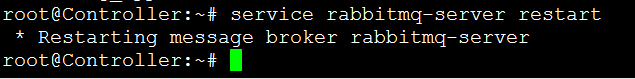 root@Controller:~# service rabbitmq-server restart
 * Restarting message broker rabbitmq-server
root@Controller:~#